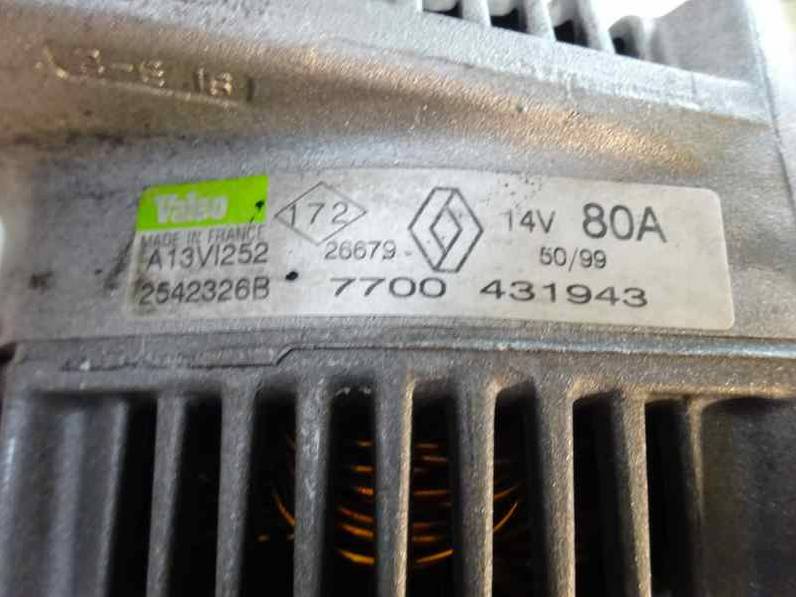 Valeo
MADE IN FRANCE
A13VI252
2542326B
172
26679
14V 80A
50/99
7700 431943